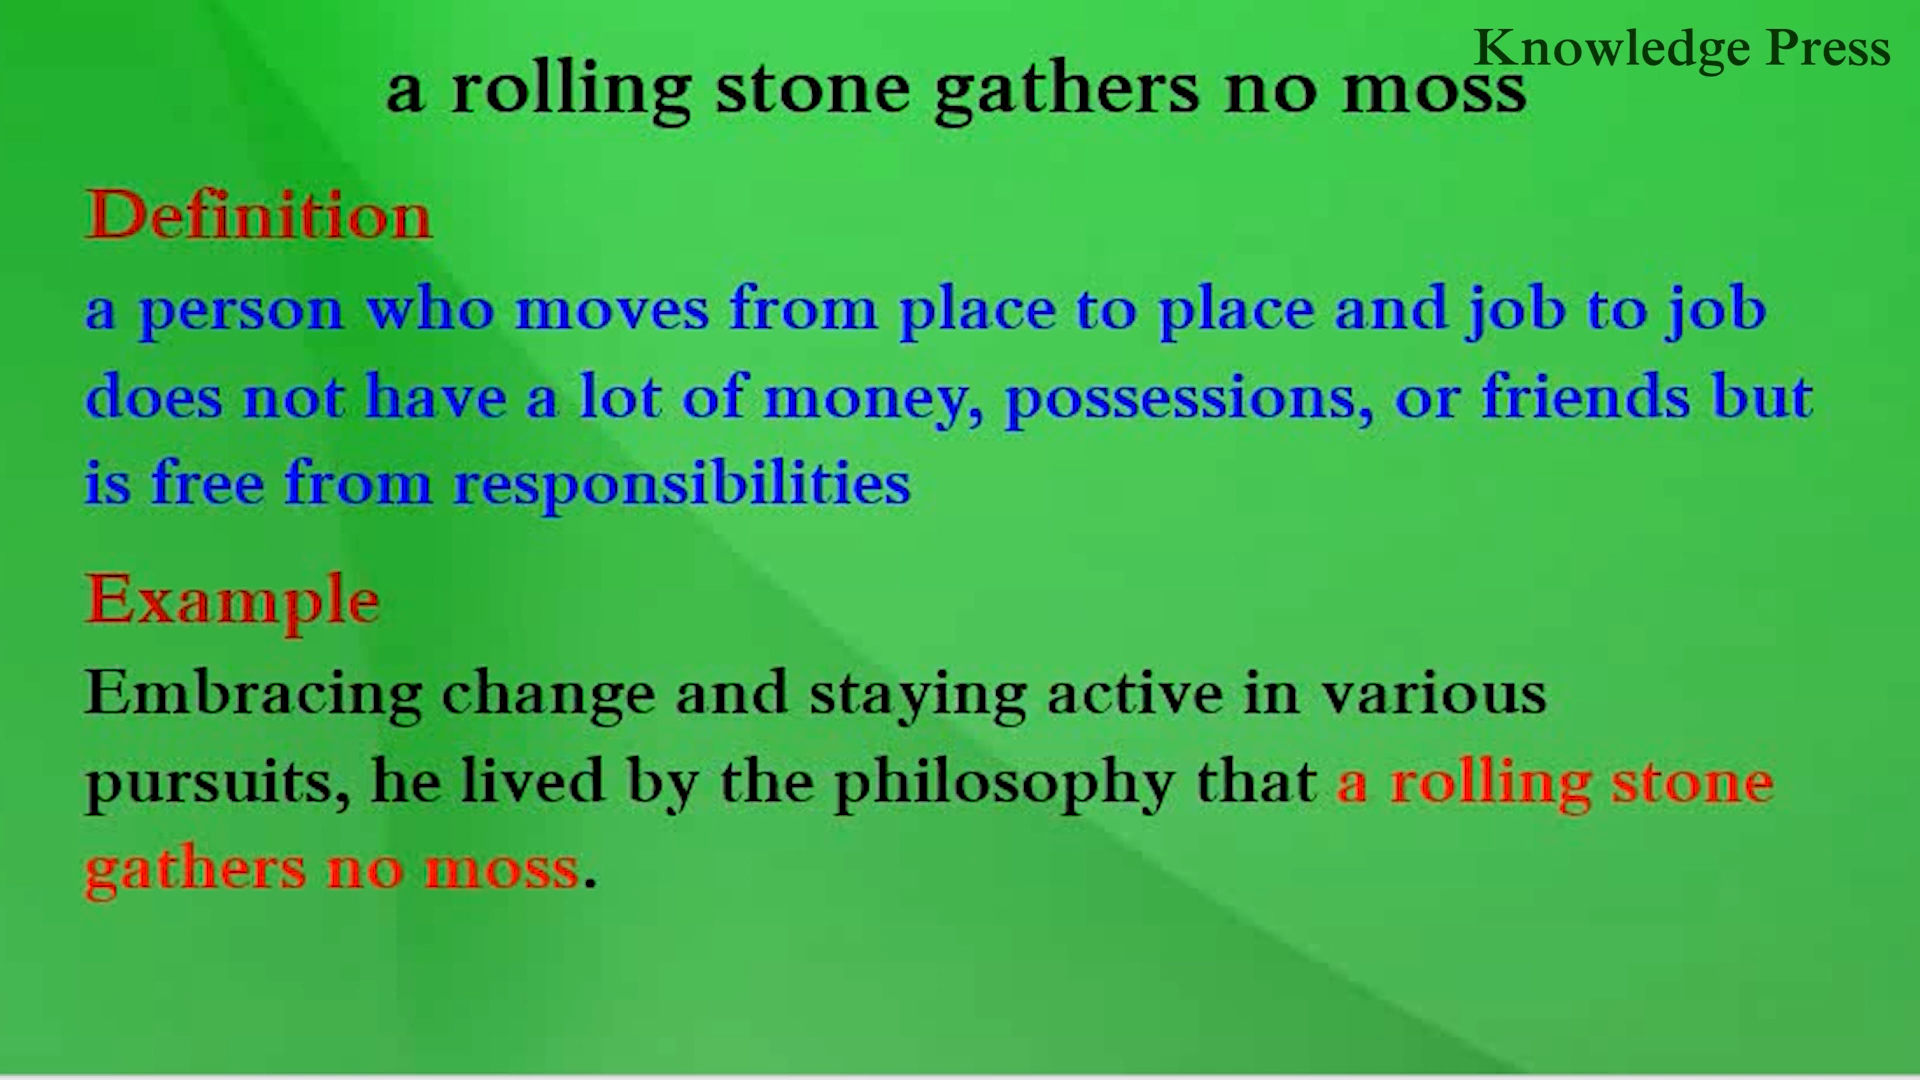 Knowledge Press
a rolling stone gathers no moss
Definition
a person who moves from place to place and job to job
does not have a lot of money, possessions, or friends but
is free from responsibilities
Example
Embracing change and staying active in various
pursuits, he lived by the philosophy that a rolling stone
gathers no moss.